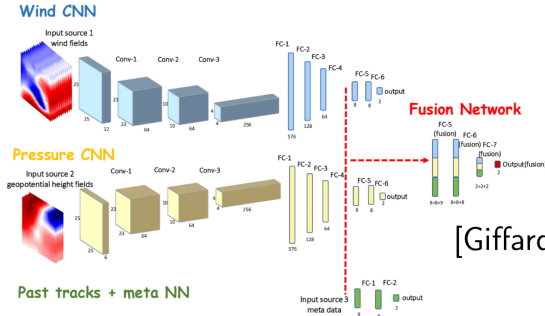 Wind CNN
Input source 1
wind fields
Conv-1
Conv-2
Conv-3
25
25
12
23
23
64
10
10
64
4
4
256
FC-1
FC-2
FC-3
FC-4
576
128
64
FC-5
FC-6
output
8
8
2
Fusion Network
FC-5
(fusion)
FC-6
(fusion)
FC-7
(fusion)
Output(fusion)
2
2+2+2
8+8+9
8+8+8
Pressure CNN
Input source 2
geopotential height fields
Conv-1
Conv-2
Conv-3
25
25
6
23
23
64
10
10
64
4
4
256
FC-1
FC-2
FC-3
FC-4
576
128
64
FC-5
FC-6
output
8
8
2
[Giffard
Past tracks + meta NN
Input source 3
meta data
FC-1
FC-2
output
2
9